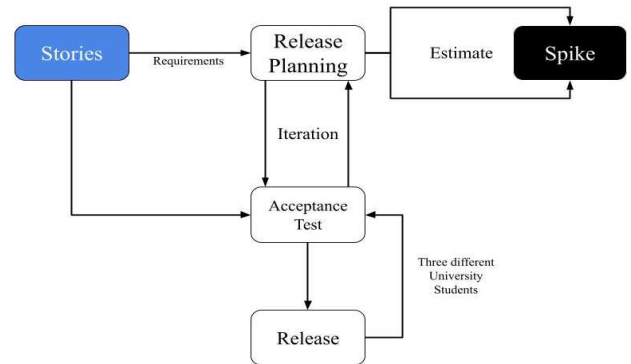 Stories
Requirements
Release
Planning
Estimate
Spike
Iteration
Acceptance
Test
Three different
University
Students
Release